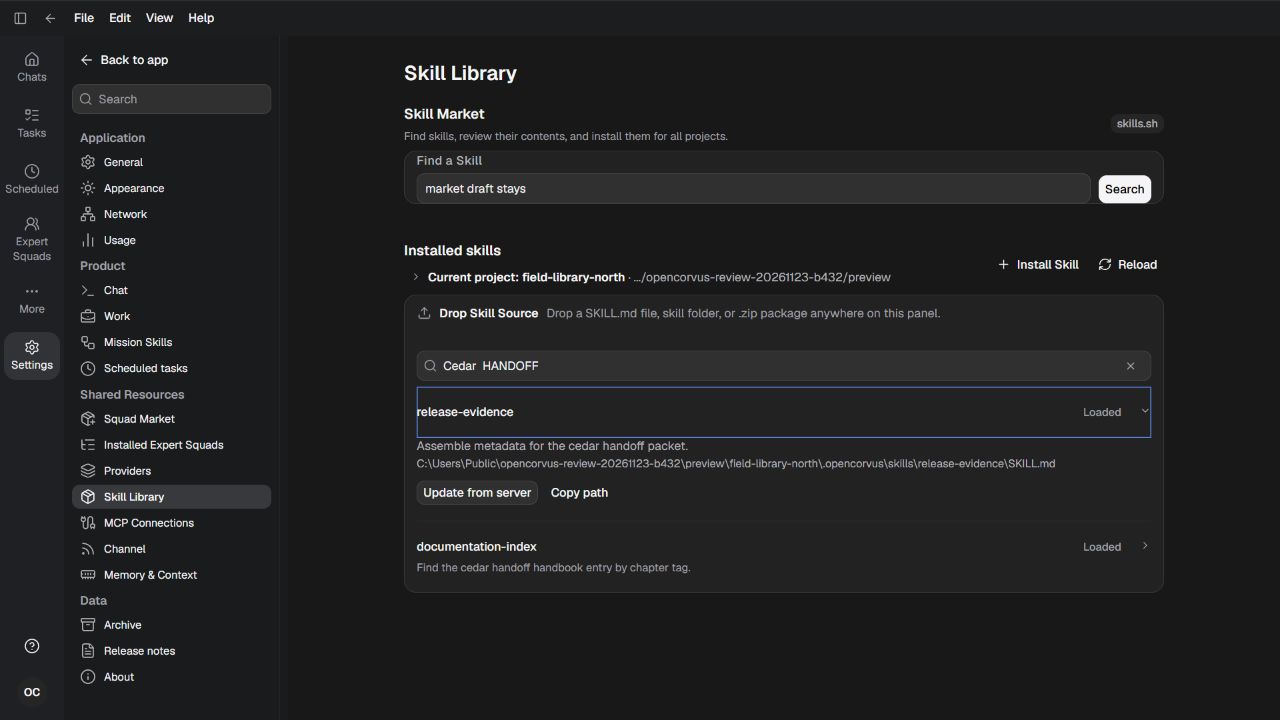 File Edit View Help
Chats
Tasks
Scheduled
Expert
Squads
More
Settings
OC
Back to app
Search
Application
General
Appearance
Network
Usage
Product
Chat
Work
Mission Skills
Scheduled tasks
Shared Resources
Squad Market
Installed Expert Squads
Providers
Skill Library
MCP Connections
Channel
Memory & Context
Data
Archive
Release notes
About
Skill Library
Skill Market
Find skills, review their contents, and install them for all projects.
skills.sh
Find a Skill
market draft stays
Search
Installed skills
Current project: field-library-north · .../opencorvus-review-20261123-b432/preview
Install Skill
Reload
Drop Skill Source Drop a SKILL.md file, skill folder, or .zip package anywhere on this panel.
Cedar  HANDOFF
release-evidence
Loaded
Assemble metadata for the cedar handoff packet.
C:\Users\Public\opencorvus-review-20261123-b432\preview\field-library-north\.opencorvus\skills\release-evidence\SKILL.md
Update from server
Copy path
documentation-index
Loaded
Find the cedar handoff handbook entry by chapter tag.